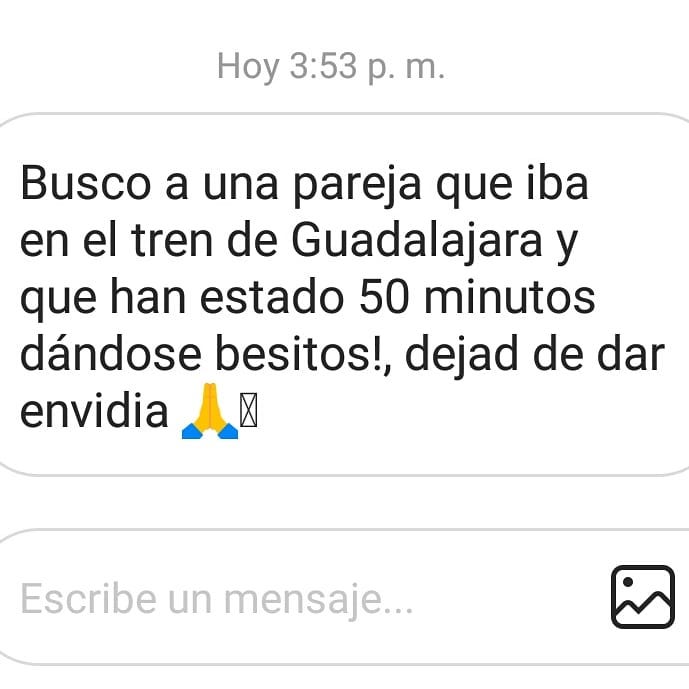 Hoy 3:53 p. m.
Busco a una pareja que iba
en el tren de Guadalajara y
que han estado 50 minutos
dándose besitos!, dejad de dar
envidia 🙏
Escribe un mensaje...